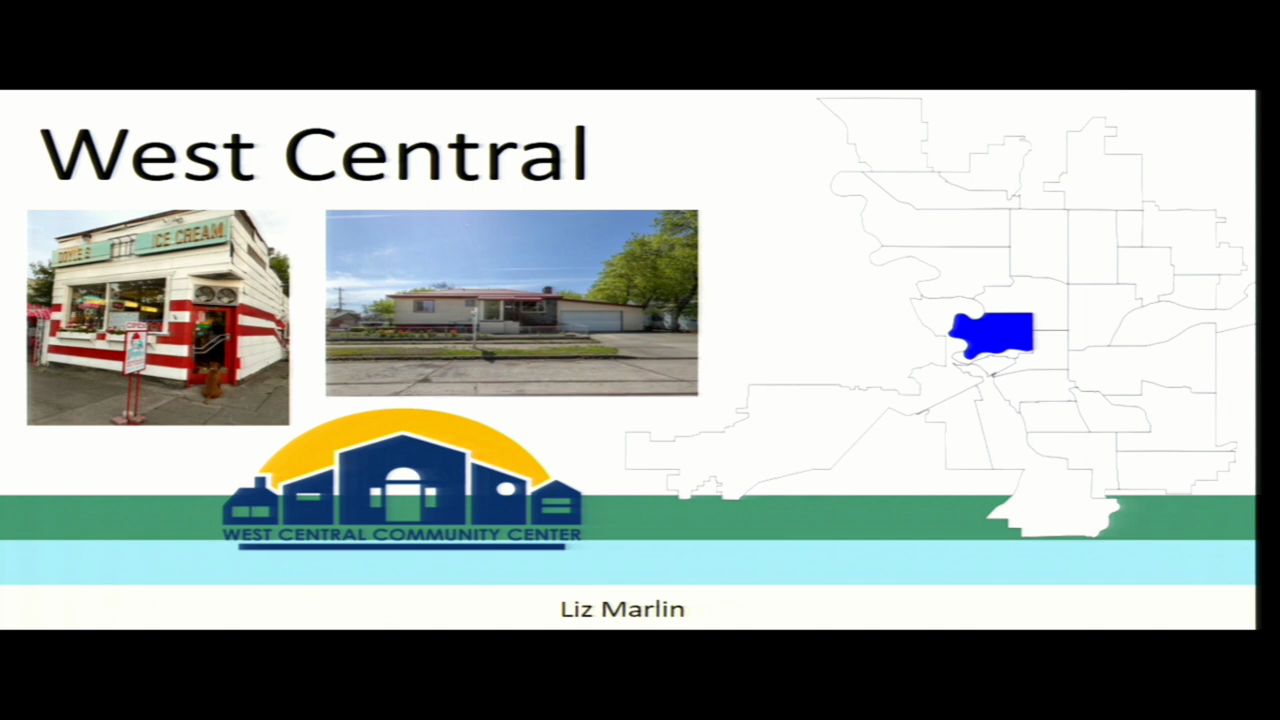 West Central
DOYLE'S ICE CREAM
OPEN
WEST CENTRAL COMMUNITY CENTER
Liz Marlin